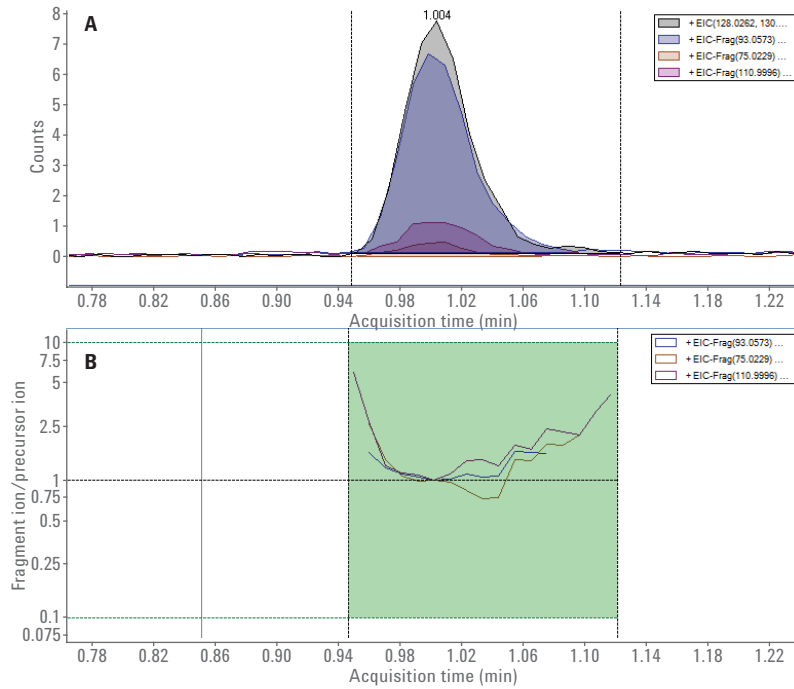 A
1.004
8
7
6
5
4
3
2
1
0
Counts
+ EIC(128.0262, 130....
+ EIC-Frag(93.0573) ...
+ EIC-Frag(75.0229) ...
+ EIC-Frag(110.9996) ...
0.78 0.82 0.86 0.90 0.94 0.98 1.02 1.06 1.10 1.14 1.18 1.22
Acquisition time (min)
B
10
7.5
5
2.5
1
0.75
0.5
0.25
0.1
0.075
Fragment ion/precursor ion
+ EIC-Frag(93.0573) ...
+ EIC-Frag(75.0229) ...
+ EIC-Frag(110.9996) ...
0.78 0.82 0.86 0.90 0.94 0.98 1.02 1.06 1.10 1.14 1.18 1.22
Acquisition time (min)